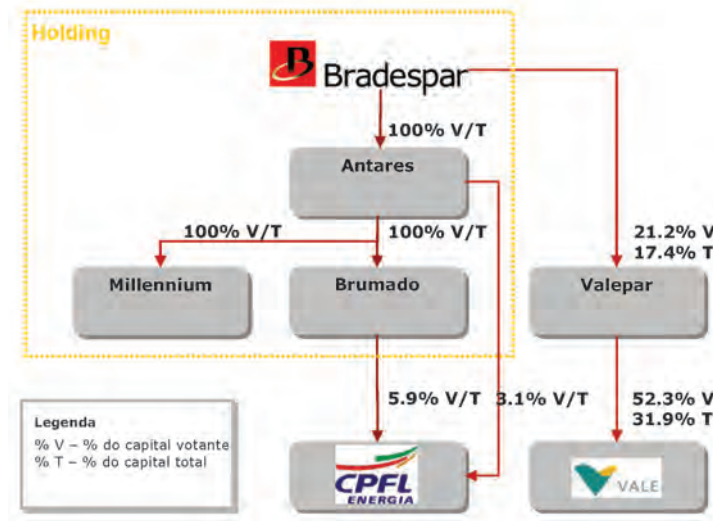 Holding
B Bradespar
100% V/T
Antares
100% V/T 100% V/T
21.2% V
17.4% T
Millennium Brumado Valepar
5.9% V/T 3.1% V/T 52.3% V
31.9% T
Legenda
% V – % do capital votante
% T – % do capital total
CPFL
ENERGIA
VALE